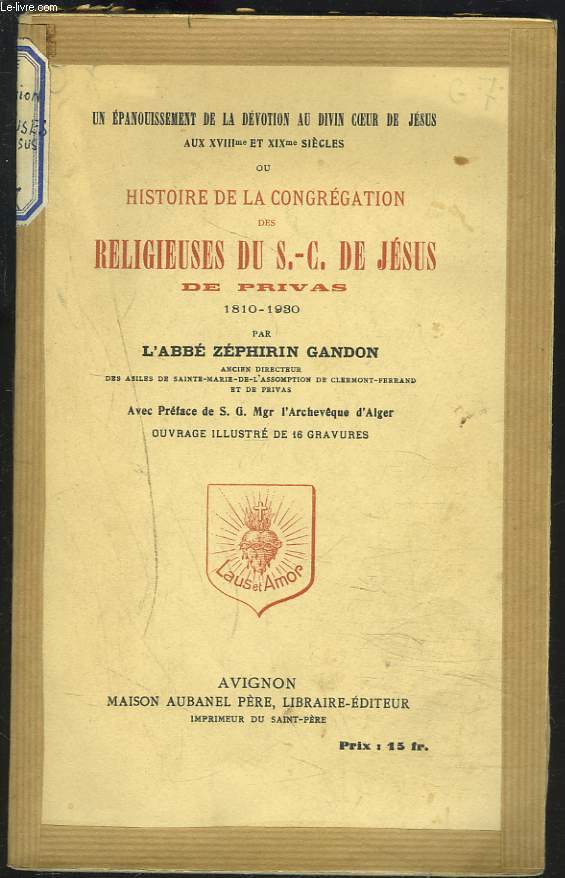 © Le-livre.com
G 7
UN ÉPANOUISSEMENT DE LA DÉVOTION AU DIVIN CŒUR DE JÉSUS
AUX XVIIIme ET XIXme SIÈCLES
OU
HISTOIRE DE LA CONGRÉGATION
DES
RELIGIEUSES DU S.-C. DE JÉSUS
DE PRIVAS
1810-1930
PAR
L'ABBÉ ZÉPHIRIN GANDON
ANCIEN DIRECTEUR
DES ASILES DE SAINTE-MARIE-DE-L'ASSOMPTION DE CLERMONT-FERRAND
ET DE PRIVAS
Avec Préface de S. G. Mgr l'Archevêque d'Alger
OUVRAGE ILLUSTRÉ DE 16 GRAVURES
Laus et Amor
AVIGNON
MAISON AUBANEL PÈRE, LIBRAIRE-ÉDITEUR
IMPRIMEUR DU SAINT-PÈRE
Prix : 15 fr.